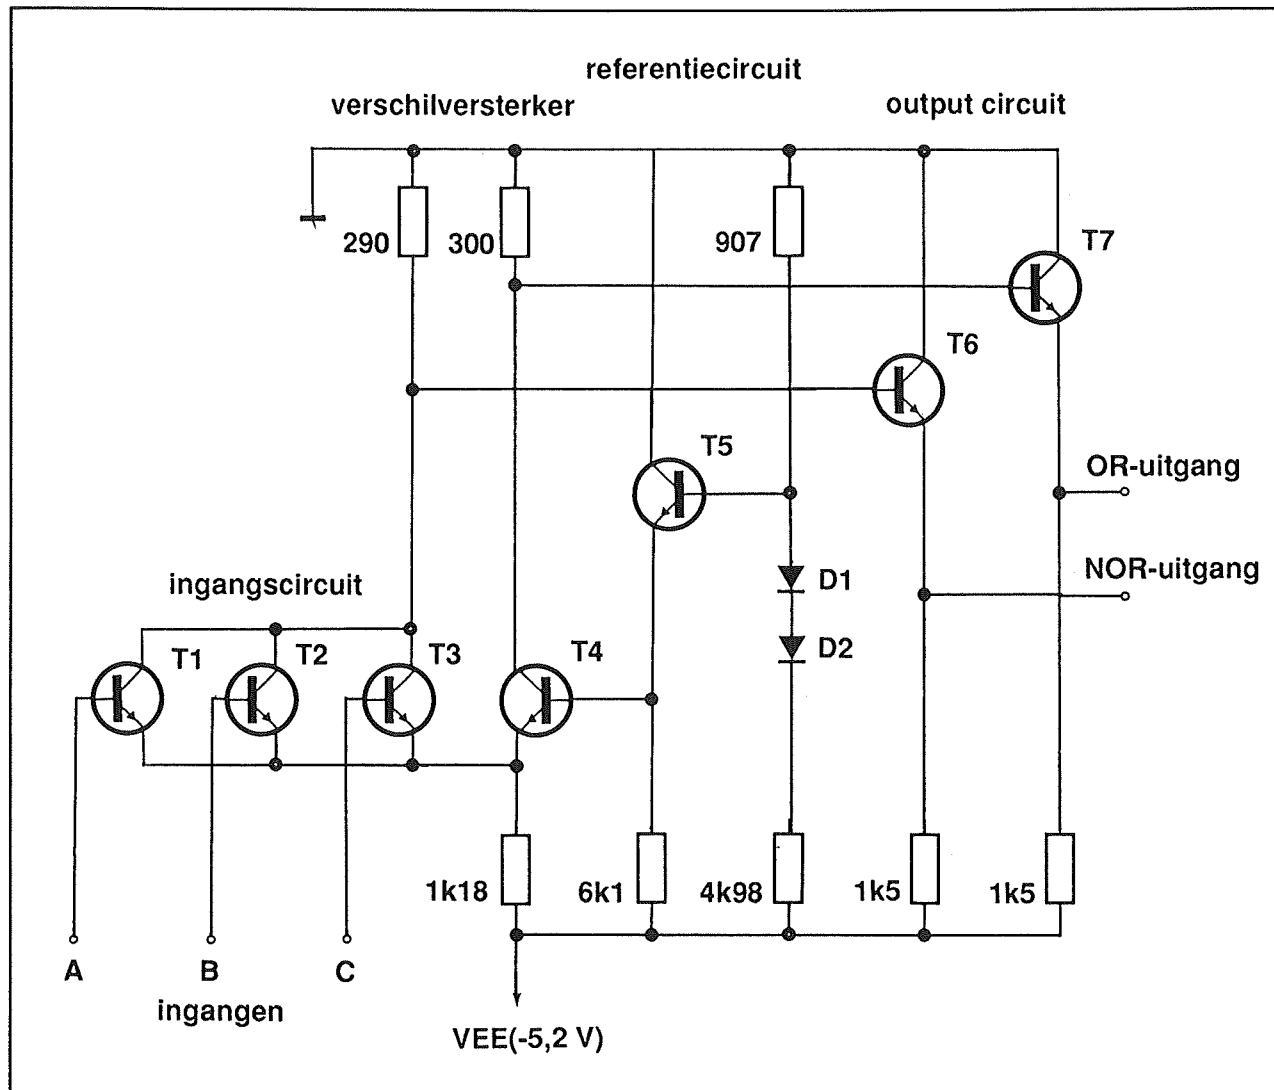 referentiecircuit
verschilversterker
output circuit
290
300
907
T7
T6
T5
OR-uitgang
NOR-uitgang
D1
ingangscircuit
T1
T2
T3
T4
D2
1k18
6k1
4k98
1k5
1k5
A
B
C
ingangen
VEE(-5,2 V)